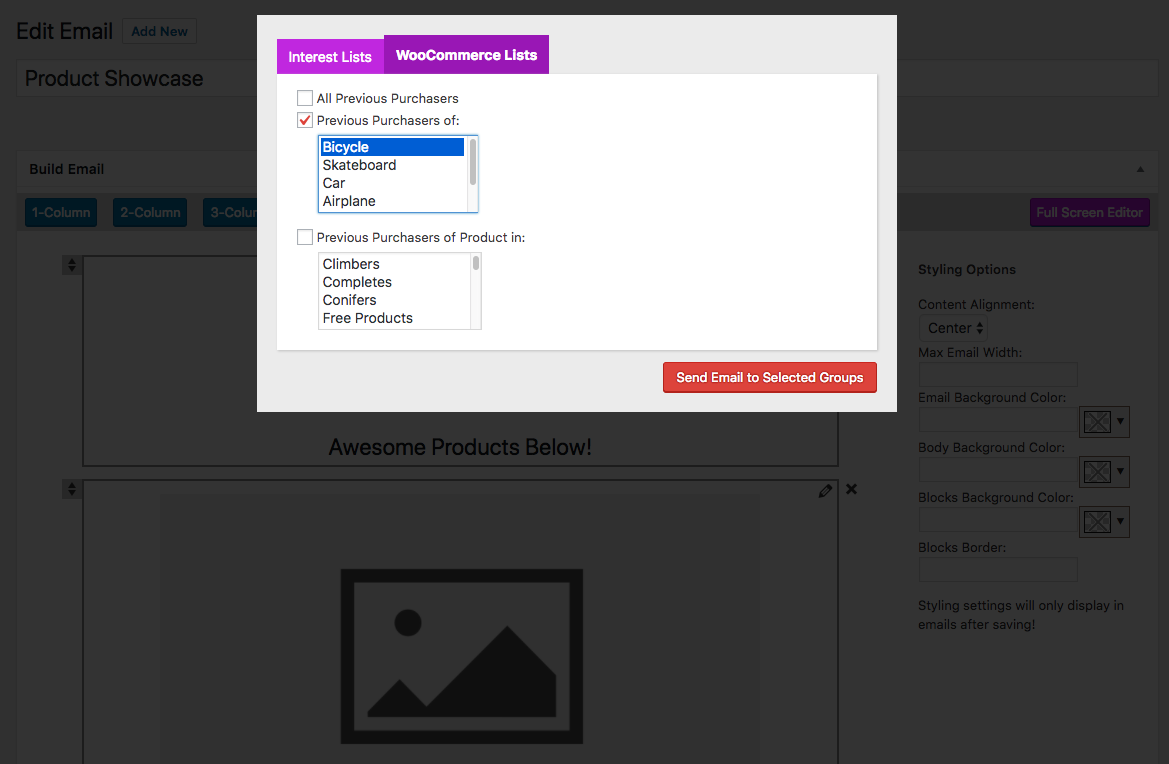 Edit Email
Add New
Product Showcase
Interest Lists
WooCommerce Lists
All Previous Purchasers
Previous Purchasers of:
Bicycle
Skateboard
Car
Airplane
Previous Purchasers of Product in:
Climbers
Completes
Conifers
Free Products
Send Email to Selected Groups
Build Email
1-Column
2-Column
3-Colu
Full Screen Editor
Awesome Products Below!
Styling Options
Content Alignment:
Center
Max Email Width:
Email Background Color:
Body Background Color:
Blocks Background Color:
Blocks Border:
Styling settings will only display in
emails after saving!